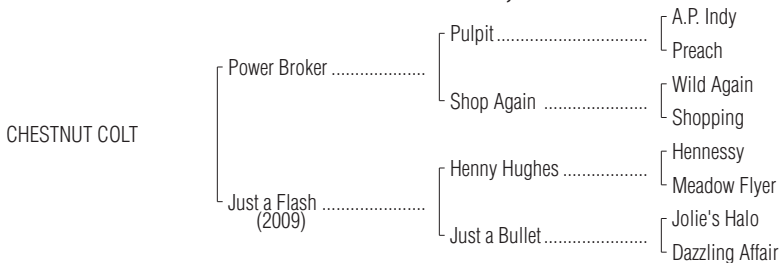 A.P. Indy
Pulpit ........................................
Preach
Power Broker .....................
Wild Again
Shop Again .........................
Shopping
CHESTNUT COLT
Hennessy
Henny Hughes ....................
Meadow Flyer
Just a Flash .......................
(2009)
Jolie's Halo
Just a Bullet.........................
Dazzling Affair